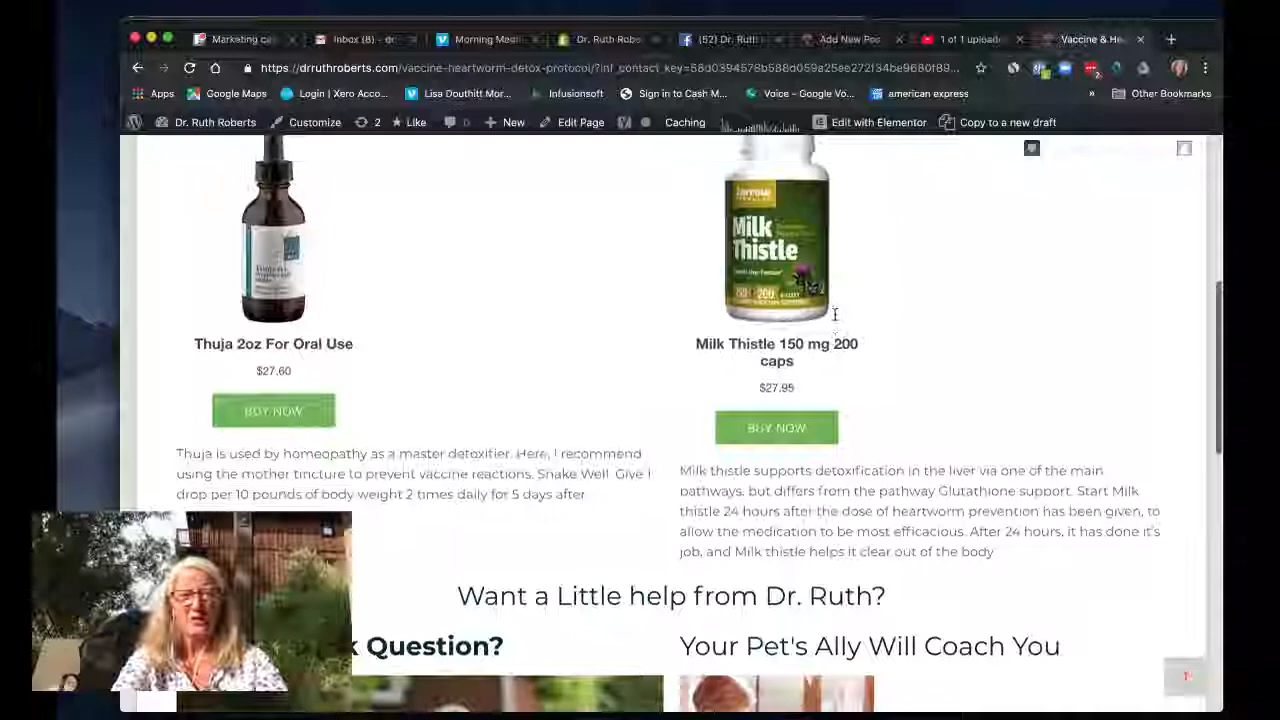 Marketing ca
Inbox (8) - d
Morning Mee
Dr. Ruth Robe
(52) Dr. Ruth
Add New Pos
1 of 1 upload
Vaccine & He
https://drruthroberts.com/vaccine-heartworm-detox-protocol/?inf_contact_key=
Apps
Google Maps
Login | Xero Acco...
Lisa Douthitt Mor...
Infusionsoft
Sign in to Cash M...
Voice - Google Vo...
american express
»
Other Bookmarks
Dr. Ruth Roberts
Customize
2
Like
0
New
Edit Page
Caching
Edit with Elementor
Copy to a new draft
Jarrow
FORMULAS
Milk
Thistle
200
Thuja 2oz For Oral Use
$27.60
BUY NOW
Thuja is used by homeopathy as a master detoxifier. Here, I recommend
using the mother tincture to prevent vaccine reactions. Shake Well. Give 1
drop per 10 pounds of body weight 2 times daily for 5 days after
Milk Thistle 150 mg 200
caps
$27.95
BUY NOW
Milk thistle supports detoxification in the liver via one of the main
pathways, but differs from the pathway Glutathione support. Start Milk
thistle 24 hours after the dose of heartworm prevention has been given, to
allow the medication to be most efficacious. After 24 hours, it has done it's
job, and Milk thistle helps it clear out of the body
Want a Little help from Dr. Ruth?
k Question?
Your Pet's Ally Will Coach You